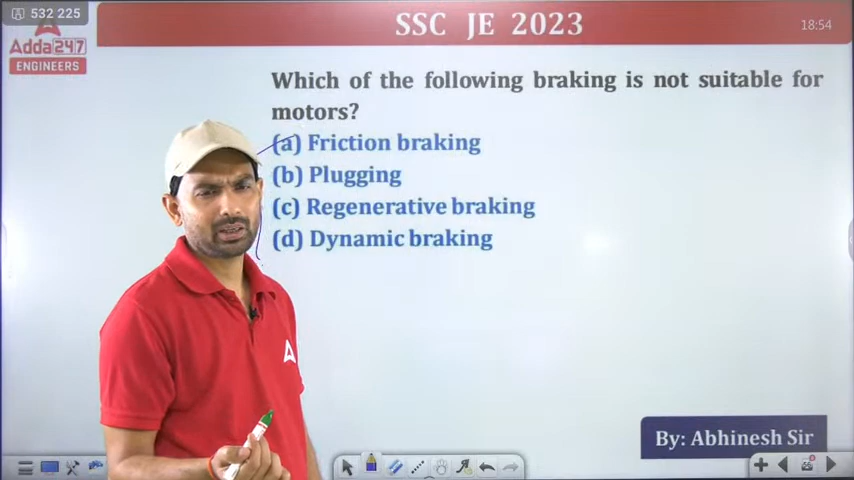 532 225
Adda247
ENGINEERS
SSC JE 2023
18:54
Which of the following braking is not suitable for
motors?
(a) Friction braking
(b) Plugging
(c) Regenerative braking
(d) Dynamic braking
By: Abhinesh Sir